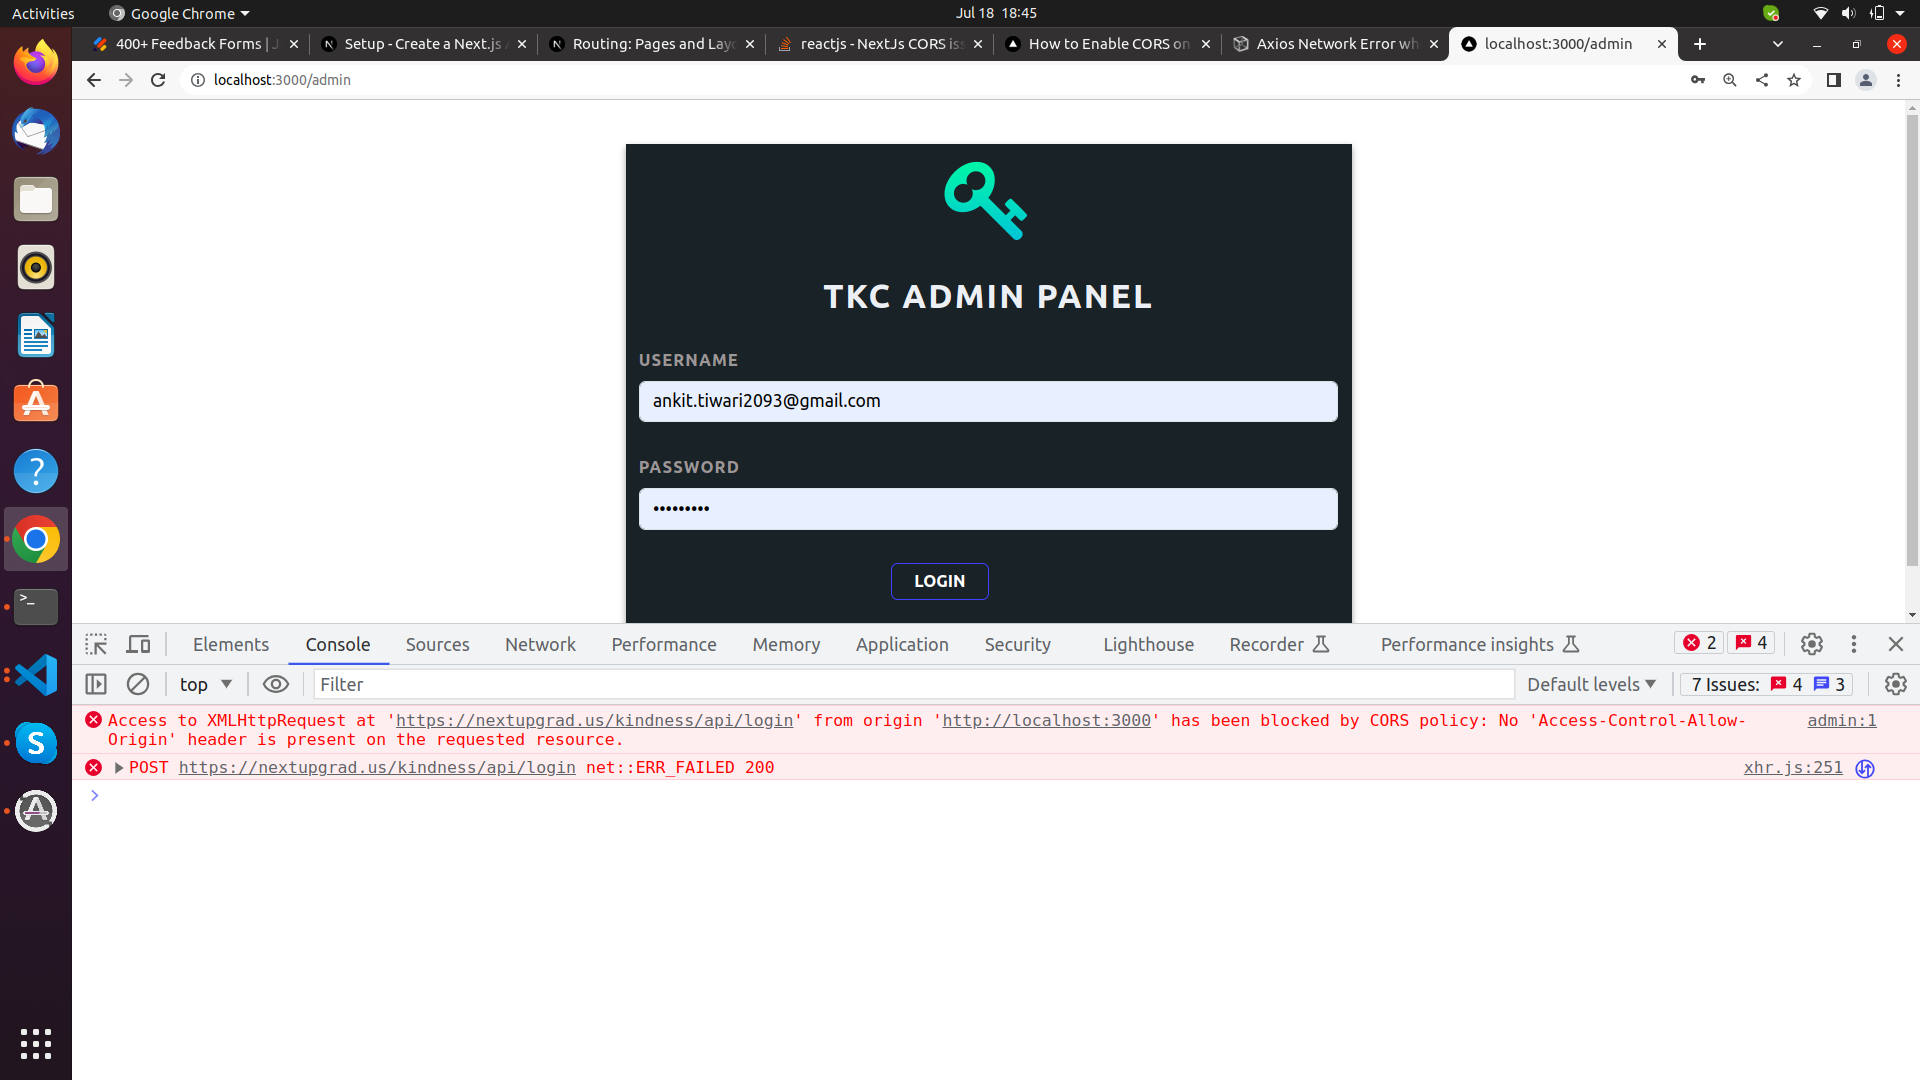 Activities
Google Chrome
Jul 18 18:45
400+ Feedback Forms | J
Setup - Create a Next.js A
Routing: Pages and Layo
reactjs - NextJs CORS iss
How to Enable CORS on
Axios Network Error wh
localhost:3000/admin
localhost:3000/admin
TKC ADMIN PANEL
USERNAME
ankit.tiwari2093@gmail.com
PASSWORD
•••••••••
LOGIN
Elements
Console
Sources
Network
Performance
Memory
Application
Security
Lighthouse
Recorder
Performance insights
2
4
top
Filter
Default levels
7 Issues:
4
3
Access to XMLHttpRequest at 'https://nextupgrad.us/kindness/api/login' from origin 'http://localhost:3000' has been blocked by CORS policy: No 'Access-Control-Allow-
Origin' header is present on the requested resource.
admin:1
POST https://nextupgrad.us/kindness/api/login net::ERR_FAILED 200
xhr.js:251